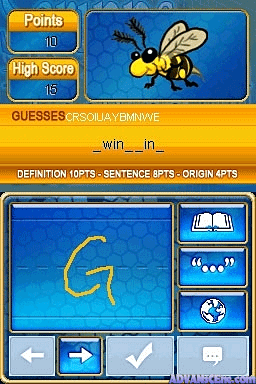 Points
10
High Score
15
GUESSES CRSOIUAYBMNWE
_win__in_
DEFINITION 10PTS - SENTENCE 8PTS - ORIGIN 4PTS
G
"..."
ADVANSCENE.com